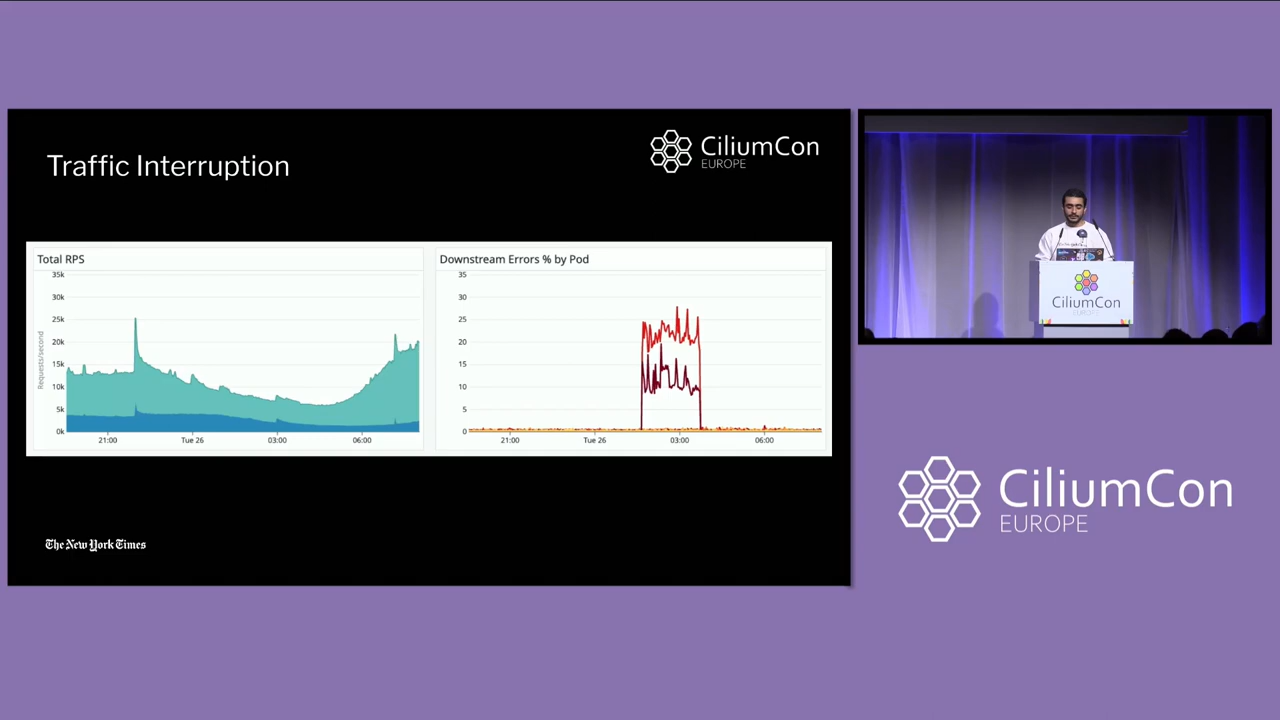 Traffic Interruption
CiliumCon
EUROPE
Total RPS
Requests/second
35k
30k
25k
20k
15k
10k
5k
0k
21:00
Tue 26
03:00
06:00
Downstream Errors % by Pod
35
30
25
20
15
10
5
0
21:00
Tue 26
03:00
06:00
The New York Times
CiliumCon
EUROPE
CiliumCon
EUROPE